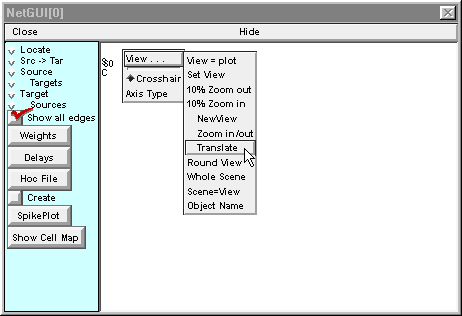 NetGUI[0]
Close Hide
Locate
Src -> Tar
Source
Targets
Target
Sources
Show all edges
Weights
Delays
Hoc File
Create
SpikePlot
Show Cell Map
View . . .
Crosshair
Axis Type
View = plot
Set View
10% Zoom out
10% Zoom in
NewView
Zoom in/out
Translate
Round View
Whole Scene
Scene=View
Object Name